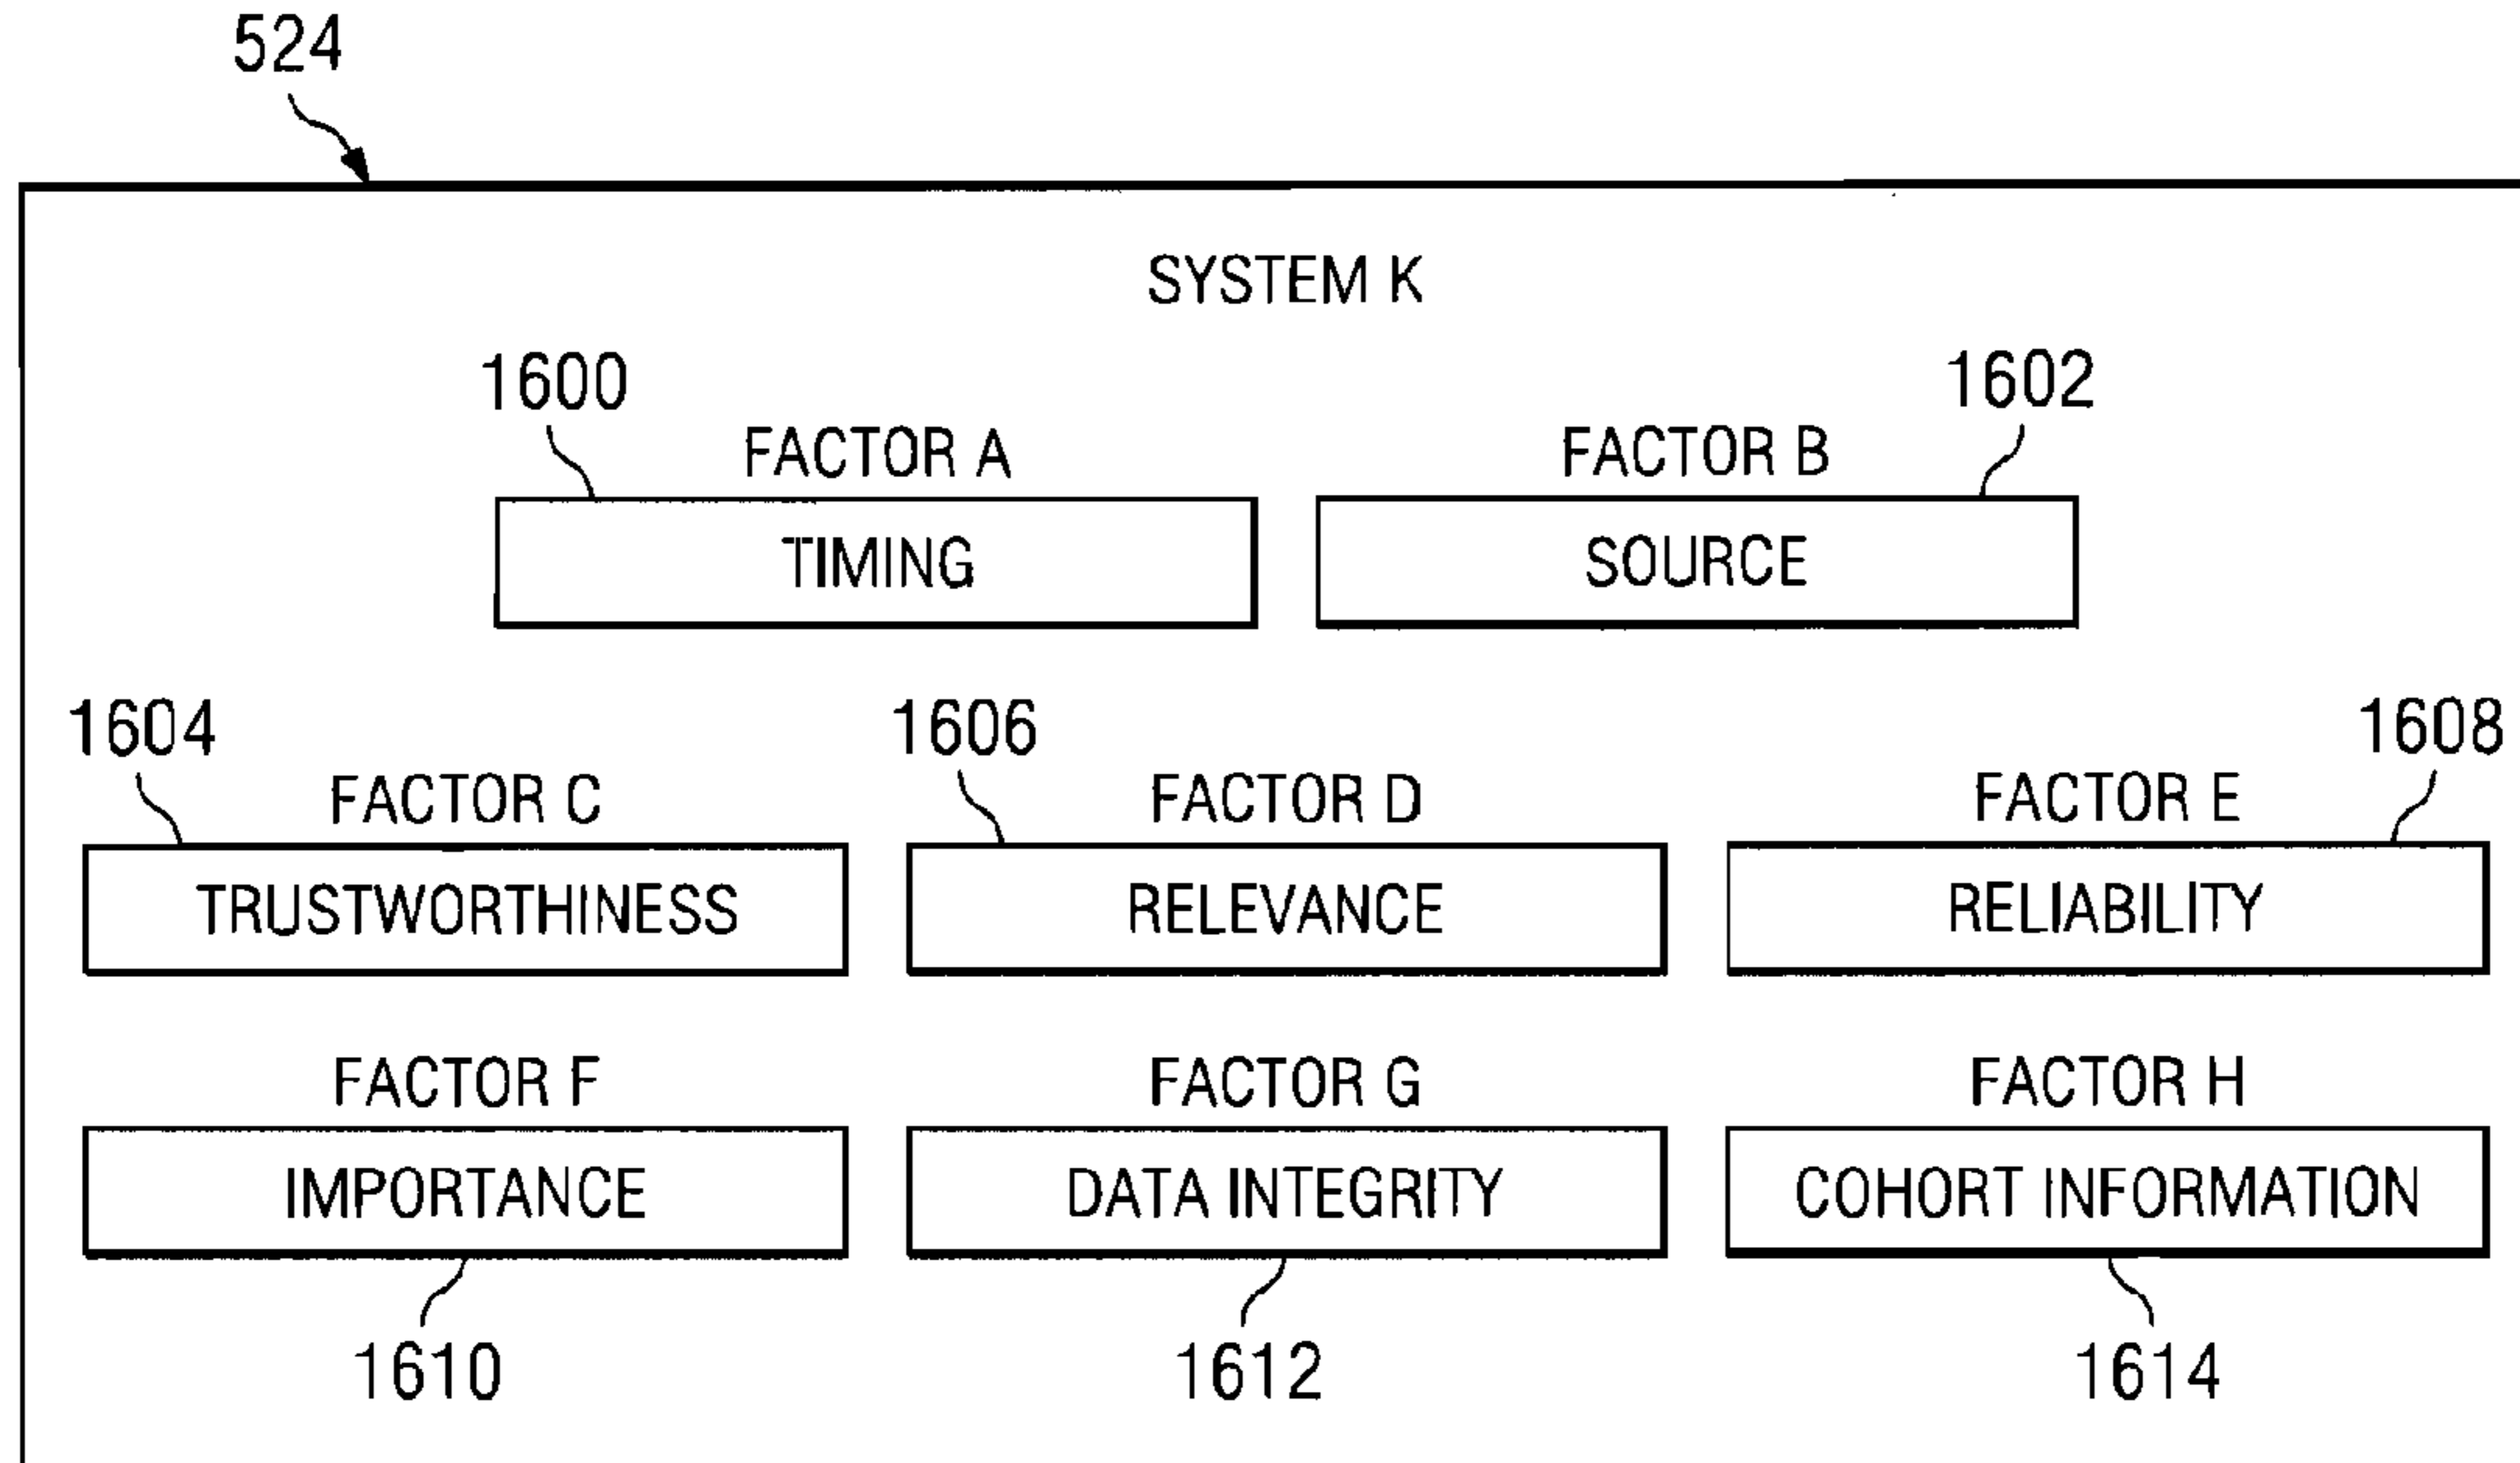 524
SYSTEM K
1600
1602
FACTOR A
FACTOR B
TIMING
SOURCE
1604
1606
1608
FACTOR C
FACTOR D
FACTOR E
TRUSTWORTHINESS
RELEVANCE
RELIABILITY
FACTOR F
FACTOR G
FACTOR H
IMPORTANCE
DATA INTEGRITY
COHORT INFORMATION
1610
1612
1614